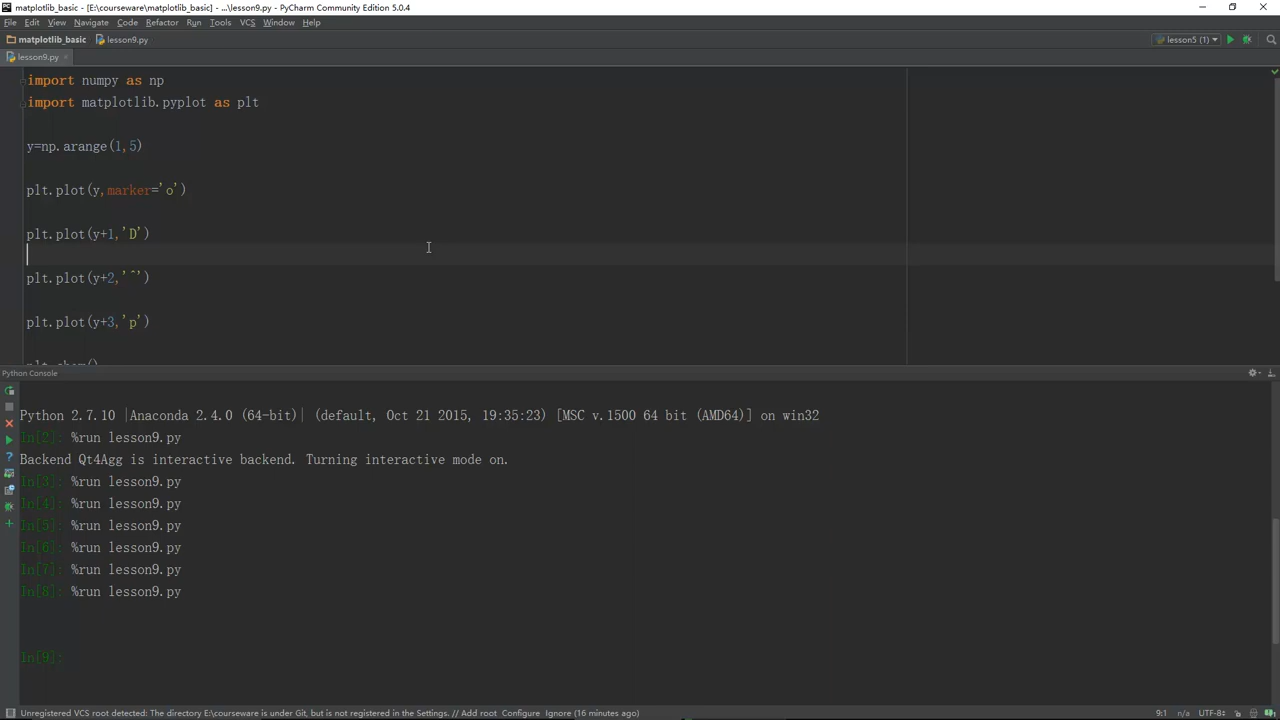 matplotlib_basic - [E:\courseware\matplotlib_basic] - ...\lesson9.py - PyCharm Community Edition 5.0.4
File Edit View Navigate Code Refactor Run Tools VCS Window Help
matplotlib_basic lesson9.py lesson5 (1)
lesson9.py
import numpy as np
import matplotlib.pyplot as plt
y=np.arange(1,5)
plt.plot(y,marker='o')
plt.plot(y+1,'D')
plt.plot(y+2,'^')
plt.plot(y+3,'p')
plt.show()
Python Console
Python 2.7.10 |Anaconda 2.4.0 (64-bit)| (default, Oct 21 2015, 19:35:23) [MSC v.1500 64 bit (AMD64)] on win32
In[2]: %run lesson9.py
Backend Qt4Agg is interactive backend. Turning interactive mode on.
In[3]: %run lesson9.py
In[4]: %run lesson9.py
In[5]: %run lesson9.py
In[6]: %run lesson9.py
In[7]: %run lesson9.py
In[8]: %run lesson9.py
In[9]:
Unregistered VCS root detected: The directory E:\courseware is under Git, but is not registered in the Settings. // Add root Configure Ignore (16 minutes ago) 9:1 n/a UTF-8